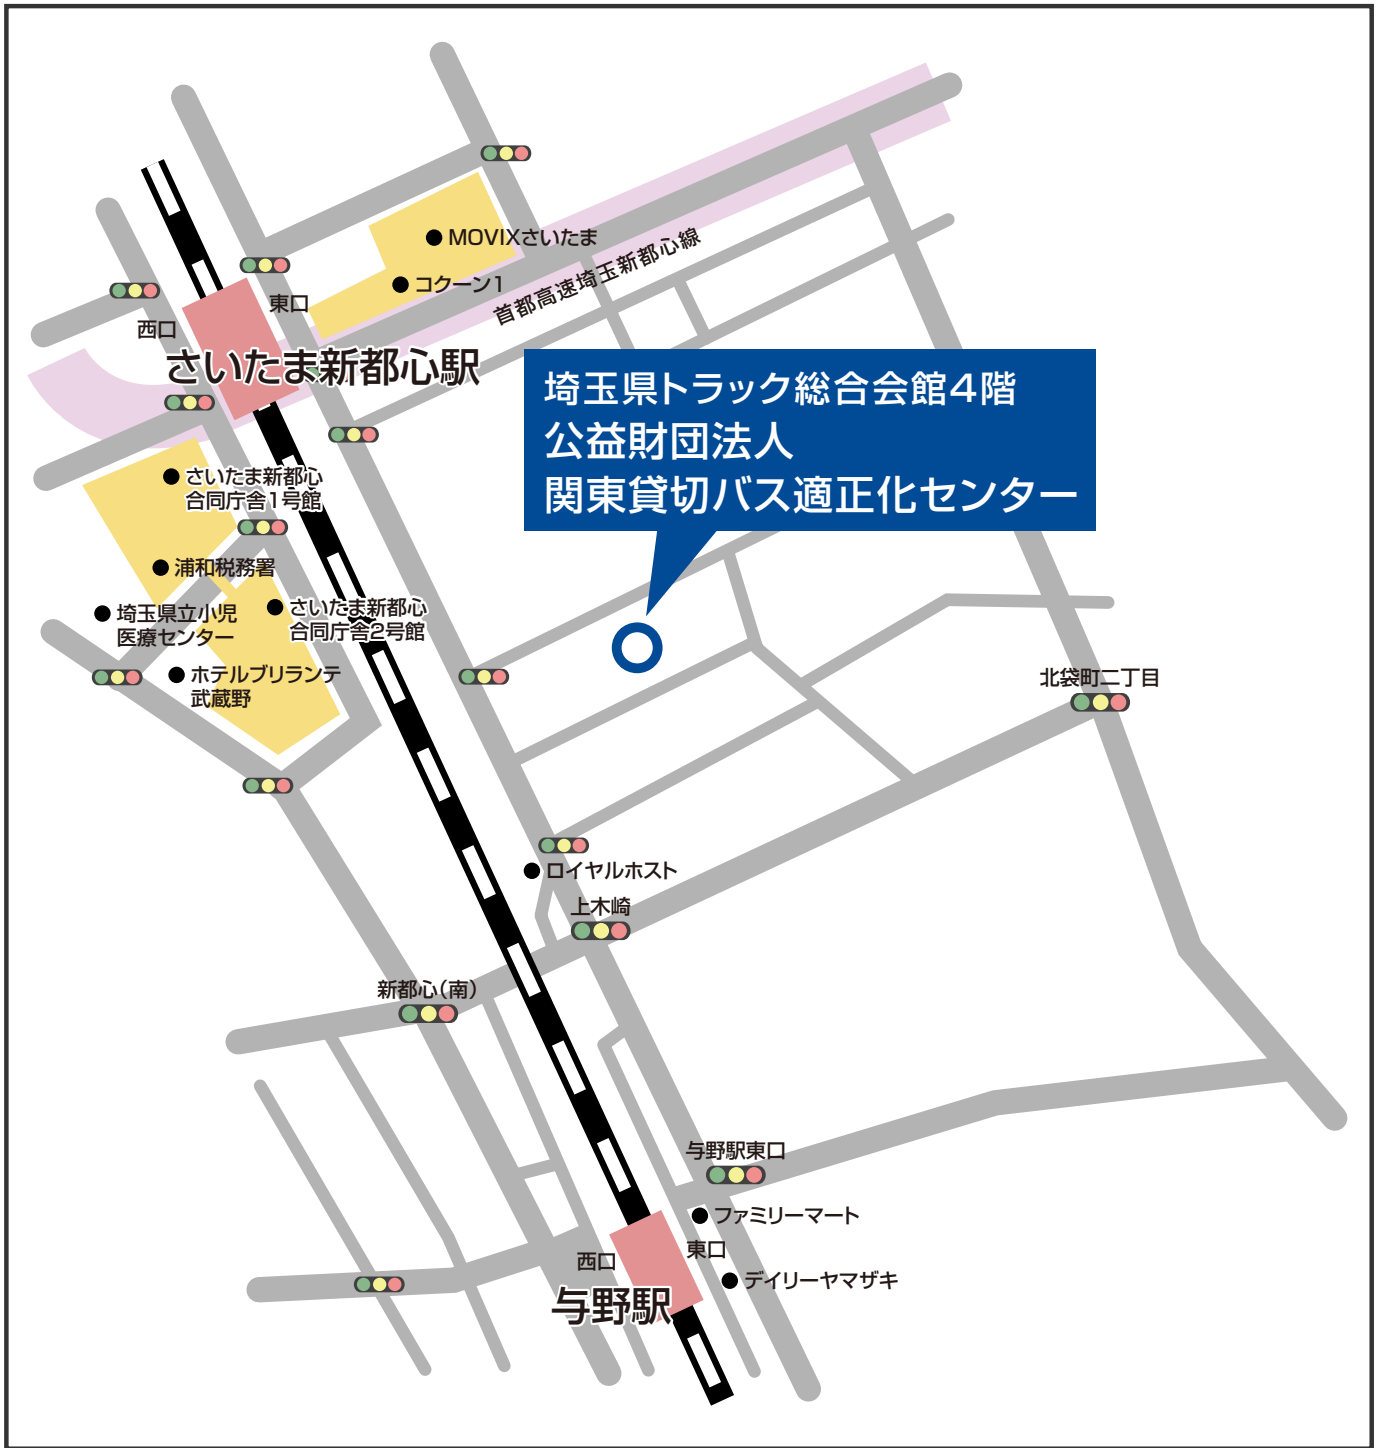 MOVIXさいたま
コクーン1
首都高速埼玉新都心線
東口
西口
さいたま新都心駅
埼玉県トラック総合会館4階
公益財団法人
関東貸切バス適正化センター
さいたま新都心
合同庁舎1号館
浦和税務署
埼玉県立小児
医療センター
さいたま新都心
合同庁舎2号館
ホテルブリランテ
武蔵野
北袋町二丁目
ロイヤルホスト
上木崎
新都心(南)
与野駅東口
ファミリーマート
東口
西口
デイリーヤマザキ
与野駅